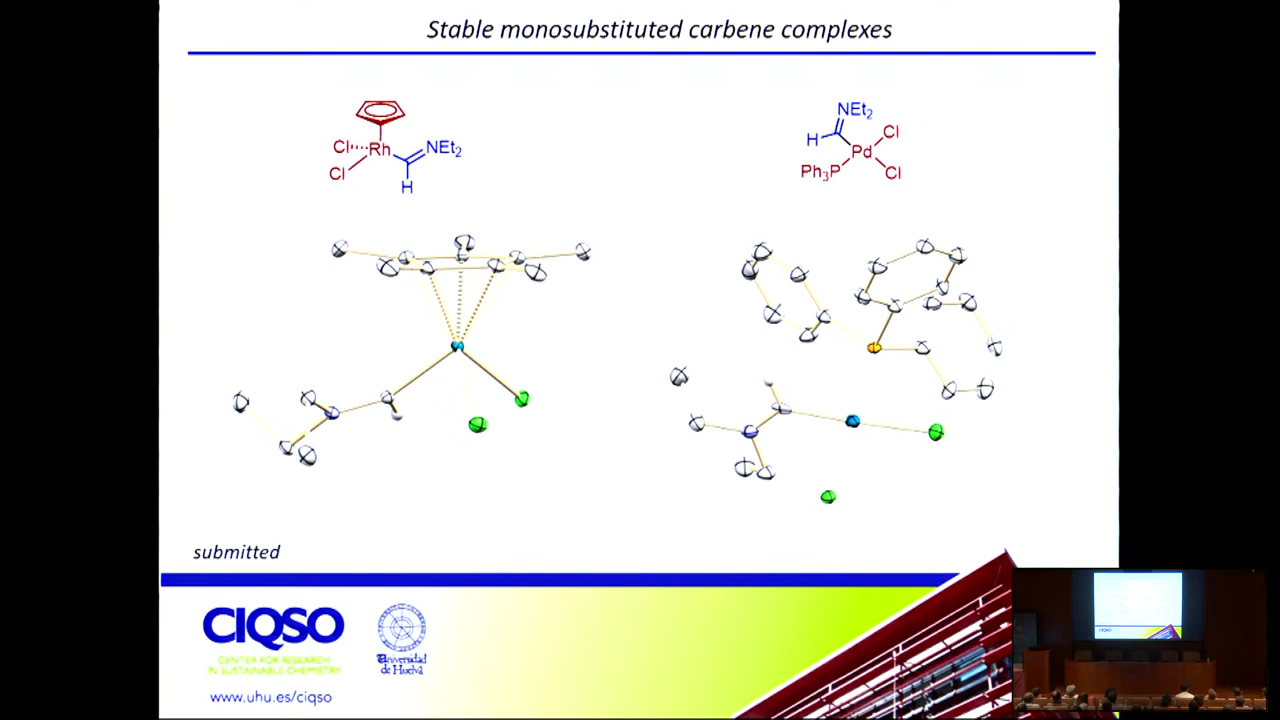 Stable monosubstituted carbene complexes
Cl
Rh
NEt2
Cl
H
NEt2
H
Cl
Pd
Ph3P
Cl
submitted
CIQSO
CENTER FOR RESEARCH
IN SUSTAINABLE CHEMISTRY
Universidad
de Huelva
www.uhu.es/ciqso
CIQSO